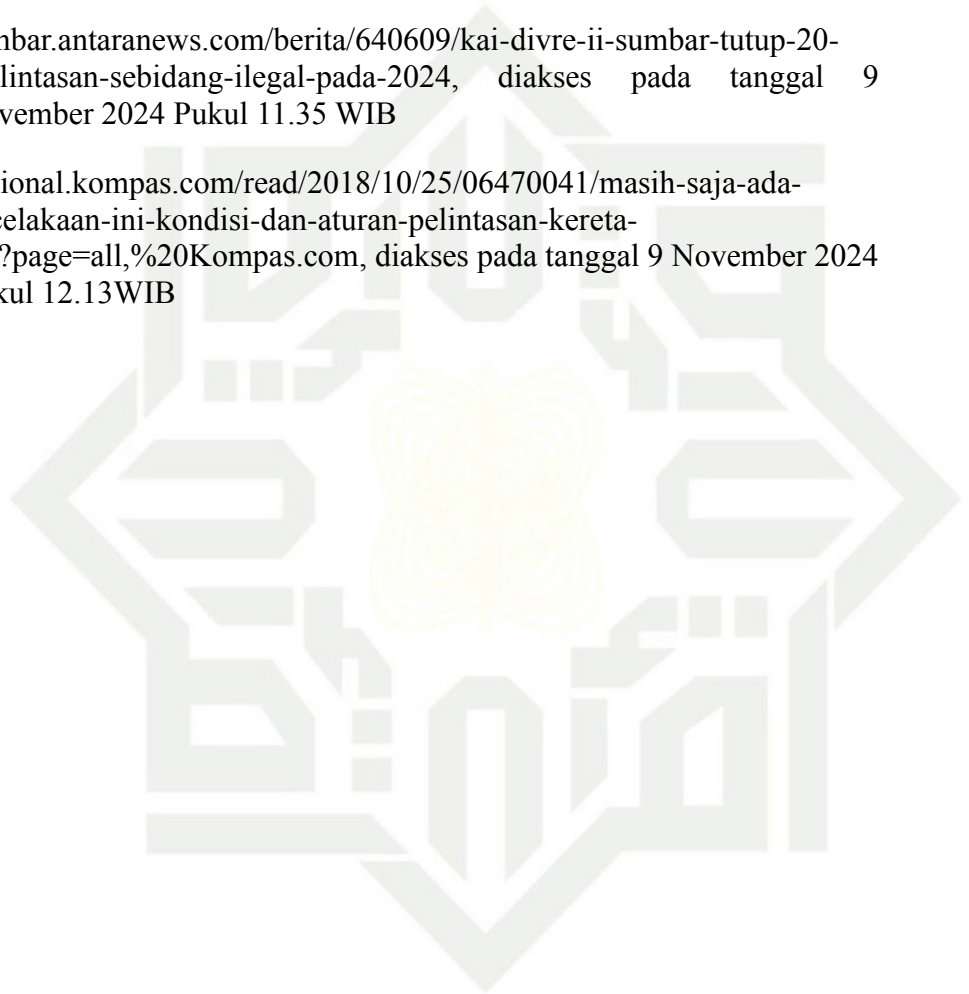 mbar.antaranews.com/berita/640609/kai-divre-ii-sumbar-tutup-20-
elintasan-sebidang-ilegal-pada-2024, diakses pada tanggal 9
vember 2024 Pukul 11.35 WIB
sional.kompas.com/read/2018/10/25/06470041/masih-saja-ada-
celakaan-ini-kondisi-dan-aturan-pelintasan-kereta-
?page=all,%20Kompas.com, diakses pada tanggal 9 November 2024
kul 12.13WIB